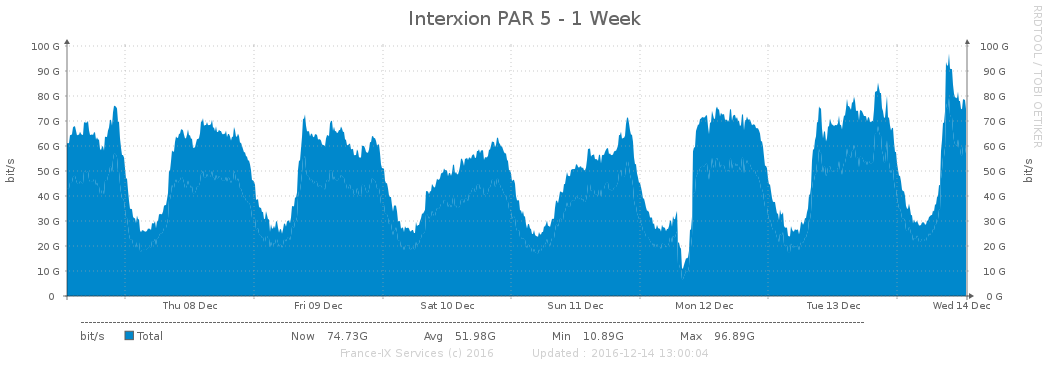 Interxion PAR 5 - 1 Week
RRDTOOL / TOBI OETIKER
bit/s
bit/s
100 G 100 G
90 G 90 G
80 G 80 G
70 G 70 G
60 G 60 G
50 G 50 G
40 G 40 G
30 G 30 G
20 G 20 G
10 G 10 G
0 0 G
Thu 08 Dec Fri 09 Dec Sat 10 Dec Sun 11 Dec Mon 12 Dec Tue 13 Dec Wed 14 Dec
bit/s Total Now 74.73G Avg 51.98G Min 10.89G Max 96.89G
France-IX Services (c) 2016 Updated : 2016-12-14 13:00:04